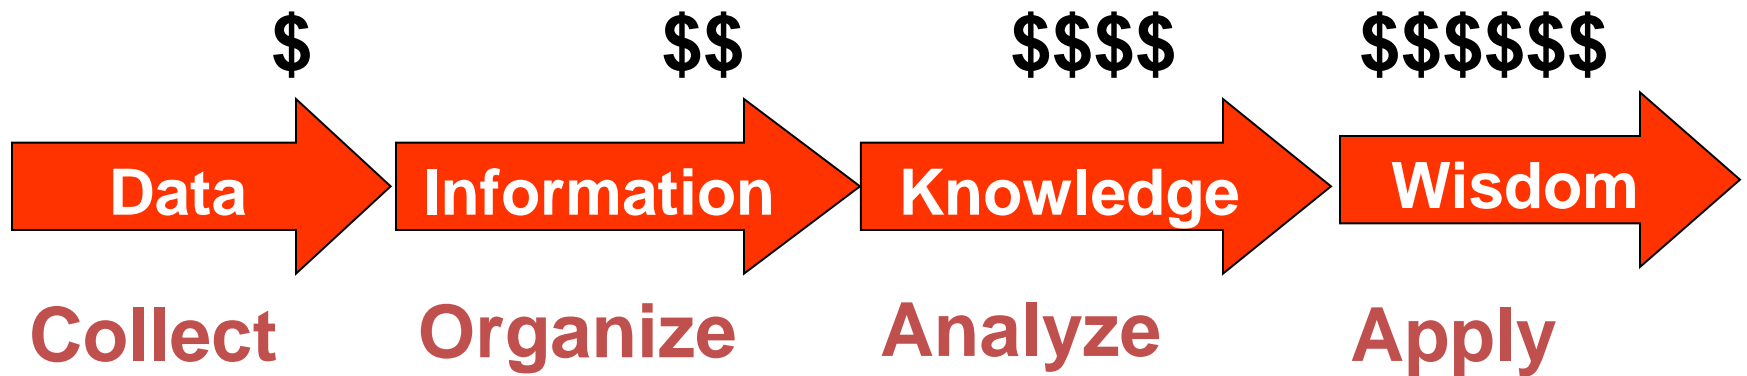 $ $$ $$$$ $$$$$$
Data Information Knowledge Wisdom
Collect Organize Analyze Apply